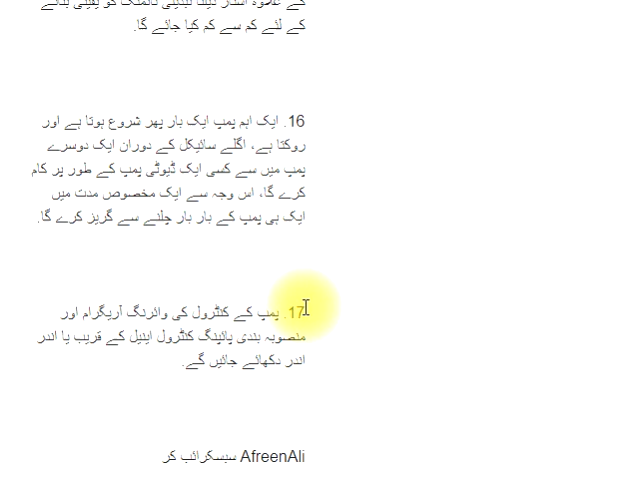 کے علاوہ اسٹار ڈیلٹا تبدیلی ٹائمنگ کو یقینی بنانے
کے لئے کم سے کم کیا جائے گا.
16. ایک اہم پمپ ایک بار پھر شروع ہوتا ہے اور
روکتا ہے، اگلے سائیکل کے دوران ایک دوسرے
پمپ میں سے کسی ایک ڈیوٹی پمپ کے طور پر کام
کرے گا، اس وجہ سے ایک مخصوص مدت میں
ایک ہی پمپ کے بار بار چلنے سے گریز کرے گا.
17. پمپ کے کنٹرول کی وائرنگ آریگرام اور
منصوبہ بندی پائپنگ کنٹرول اپنیل کے قریب یا اندر
اندر دکھائے جائیں گے.
AfreenAli سبسکرائب کر